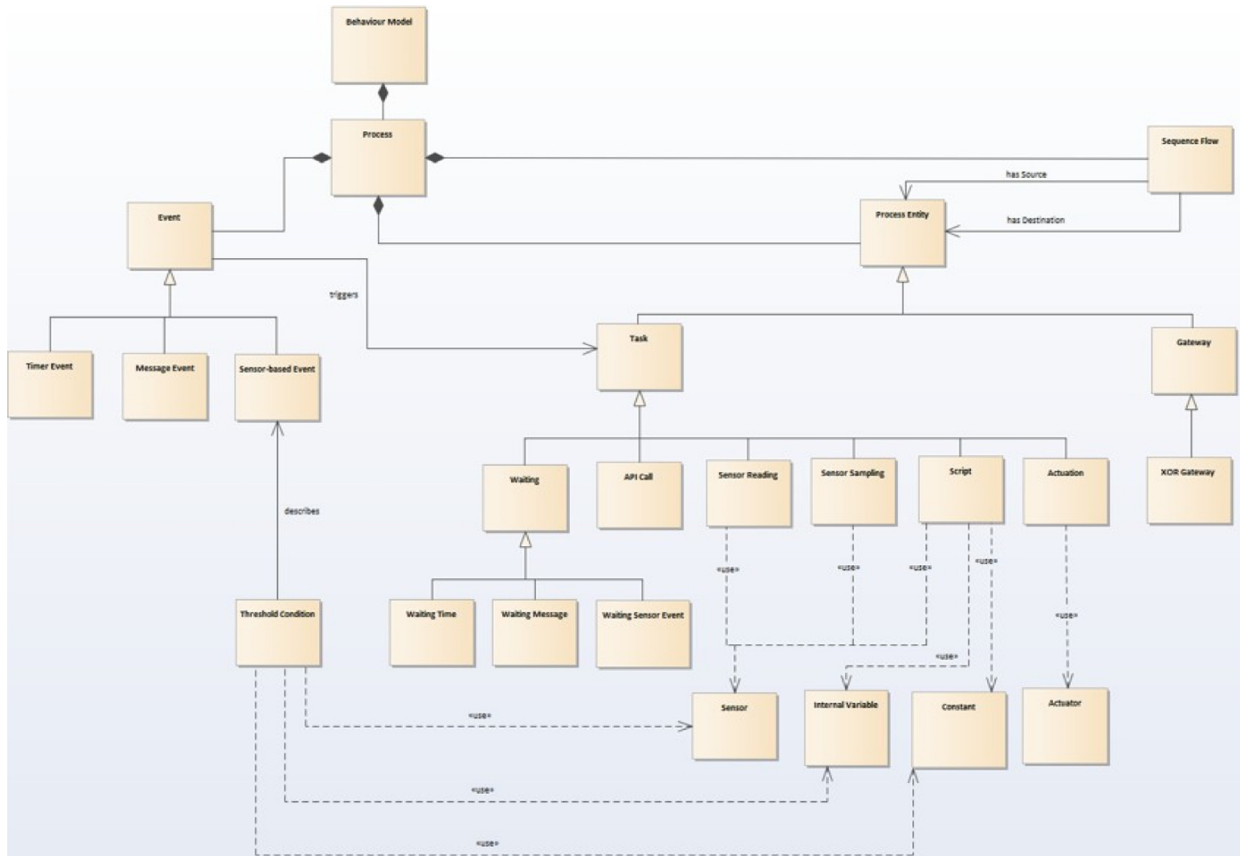 Behaviour Model
Process
Sequence Flow
has Source
Process Entity
Event
has Destination
triggers
Task
Gateway
Timer Event
Message Event
Sensor-based Event
Waiting
API Call
Sensor Reading
Sensor Sampling
Script
Actuation
XOR Gateway
describes
«use»
«use»
«use»
«use»
Threshold Condition
Waiting Time
Waiting Message
Waiting Sensor Event
«use»
«use»
Sensor
Internal Variable
Constant
Actuator
«use»
«use»
«use»